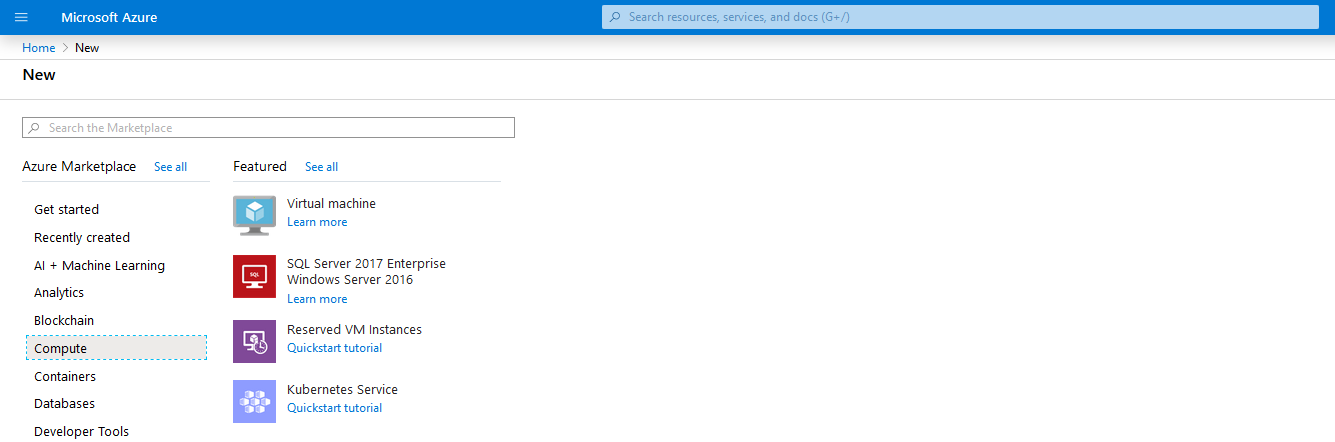 Microsoft Azure
Search resources, services, and docs (G+/)
Home > New
New
Search the Marketplace
Azure Marketplace See all
Get started
Recently created
AI + Machine Learning
Analytics
Blockchain
Compute
Containers
Databases
Developer Tools
Featured See all
Virtual machine
Learn more
SQL
SQL Server 2017 Enterprise
Windows Server 2016
Learn more
Reserved VM Instances
Quickstart tutorial
Kubernetes Service
Quickstart tutorial